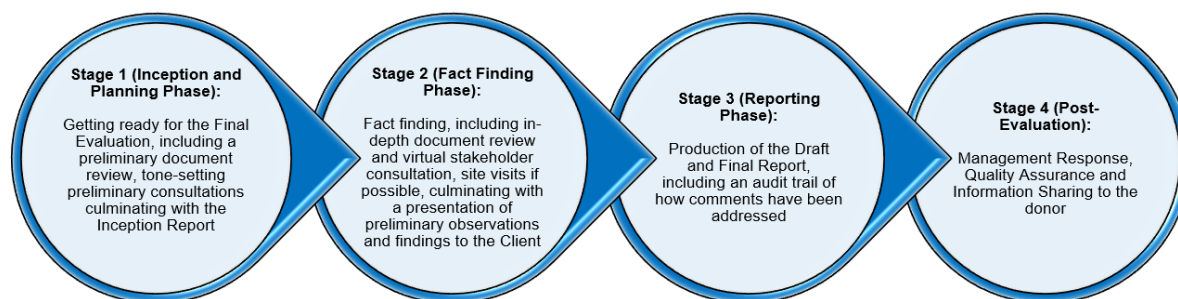 Stage 1 (Inception and
Planning Phase):
Getting ready for the Final
Evaluation, including a
preliminary document
review, tone-setting
preliminary consultations
culminating with the
Inception Report
Stage 2 (Fact Finding
Phase):
Fact finding, including in-
depth document review
and virtual stakeholder
consultation, site visits if
possible, culminating with
a presentation of
preliminary observations
and findings to the Client
Stage 3 (Reporting
Phase):
Production of the Draft
and Final Report,
including an audit trail of
how comments have been
addressed
Stage 4 (Post-
Evaluation):
Management Response,
Quality Assurance and
Information Sharing to the
donor